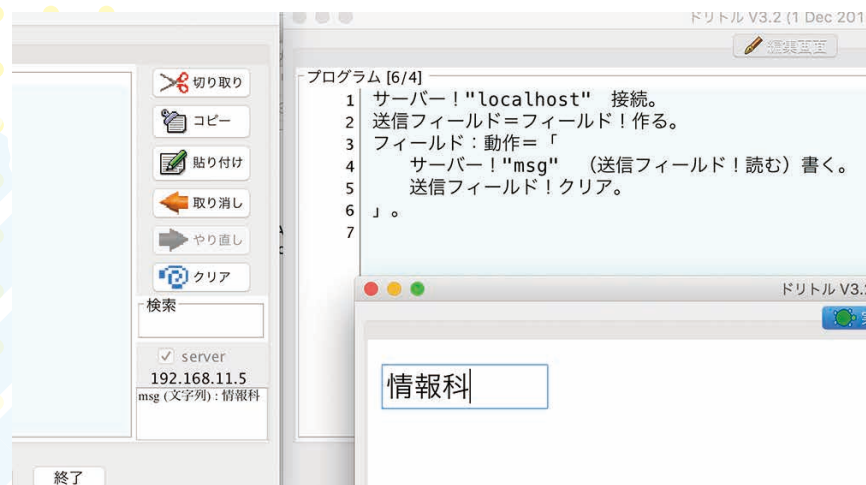 切り取り
コピー
貼り付け
取り消し
やり直し
クリア
検索
server
192.168.11.5
msg (文字列) : 情報科
終了
ドリトル V3.2 (1 Dec 201
編集画面
プログラム [6/4]
1 サーバー！"localhost" 接続。
2 送信フィールド＝フィールド！作る。
3 フィールド：動作＝「
4 サーバー！"msg" （送信フィールド！読む）書く。
5 送信フィールド！クリア。
6 」。
7
ドリトル V3.
情報科